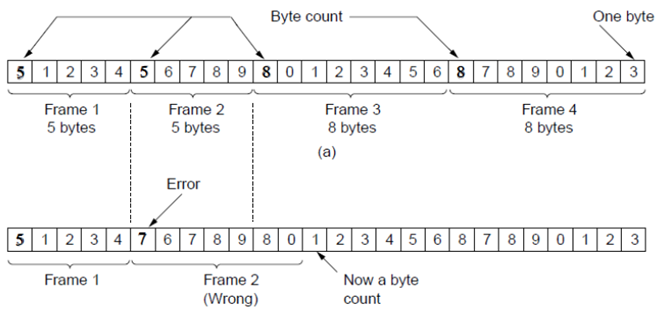 Byte count One byte
5 1 2 3 4 5 6 7 8 9 8 0 1 2 3 4 5 6 8 7 8 9 0 1 2 3
Frame 1 Frame 2 Frame 3 Frame 4
5 bytes 5 bytes 8 bytes 8 bytes
(a)
Error
5 1 2 3 4 7 6 7 8 9 8 0 1 2 3 4 5 6 8 7 8 9 0 1 2 3
Frame 1 Frame 2 Now a byte
(Wrong) count